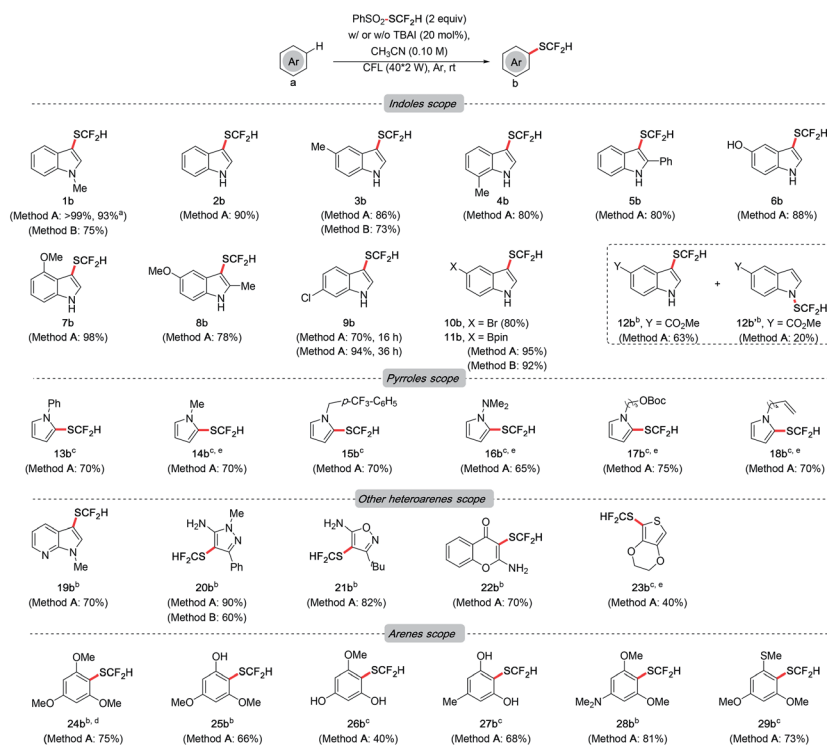 PhSO2-SCF2H (2 equiv)
w/ or w/o TBAI (20 mol%),
CH3CN (0.10 M)
CFL (40*2 W), Ar, rt
H
Ar
a
SCF2H
Ar
b
Indoles scope
SCF2H
N
Me
1b
(Method A: >99%, 93%a)
(Method B: 75%)
SCF2H
N
H
2b
(Method A: 90%)
Me
SCF2H
N
H
3b
(Method A: 86%)
(Method B: 73%)
SCF2H
N
H
Me
4b
(Method A: 80%)
SCF2H
Ph
N
H
5b
(Method A: 80%)
HO
SCF2H
N
H
6b
(Method A: 88%)
OMe
SCF2H
N
H
7b
(Method A: 98%)
MeO
SCF2H
Me
N
H
8b
(Method A: 78%)
SCF2H
Cl
N
H
9b
(Method A: 70%, 16 h)
(Method A: 94%, 36 h)
X
SCF2H
N
H
10b, X = Br (80%)
11b, X = Bpin
(Method A: 95%)
(Method B: 92%)
Y
SCF2H
N
H
12bb, Y = CO2Me
(Method A: 63%)
+
Y
N
SCF2H
12b'b, Y = CO2Me
(Method A: 20%)
Pyrroles scope
Ph
N
SCF2H
13bc
(Method A: 70%)
Me
N
SCF2H
14bc, e
(Method A: 70%)
p-CF3-C6H5
N
SCF2H
15bc
(Method A: 70%)
NMe2
N
SCF2H
16bc, e
(Method A: 65%)
OBoc
N
SCF2H
17bc, e
(Method A: 75%)
N
SCF2H
18bc, e
(Method A: 70%)
Other heteroarenes scope
SCF2H
N
N
Me
19bb
(Method A: 70%)
H2N
Me
N
N
HF2CS
Ph
20bb
(Method A: 90%)
(Method B: 60%)
H2N
O
N
HF2CS
tBu
21bb
(Method A: 82%)
O
SCF2H
O
NH2
22bb
(Method A: 70%)
HF2CS
S
O
O
23bc, e
(Method A: 40%)
Arenes scope
OMe
SCF2H
MeO
OMe
24bb, d
(Method A: 75%)
OH
SCF2H
MeO
OMe
25bb
(Method A: 66%)
OMe
SCF2H
HO
OH
26bc
(Method A: 40%)
OH
SCF2H
Me
OH
27bc
(Method A: 68%)
OMe
SCF2H
Me2N
OMe
28bb
(Method A: 81%)
SMe
SCF2H
MeO
OMe
29bc
(Method A: 73%)